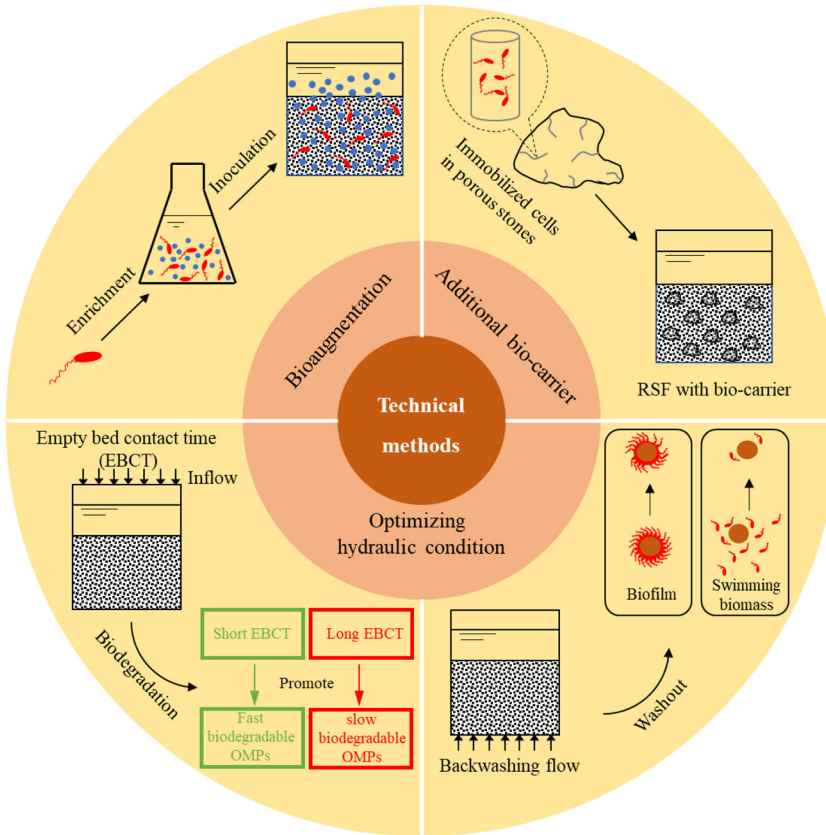 Inoculation
Enrichment
Bioaugmentation
Immobilized cells
in porous stones
Additional bio-carrier
RSF with bio-carrier
Technical
methods
Optimizing
hydraulic condition
Empty bed contact time
(EBCT)
Inflow
Biodegradation
Short EBCT
Long EBCT
Promote
Fast
biodegradable
OMPs
slow
biodegradable
OMPs
Backwashing flow
Washout
Biofilm
Swimming
biomass